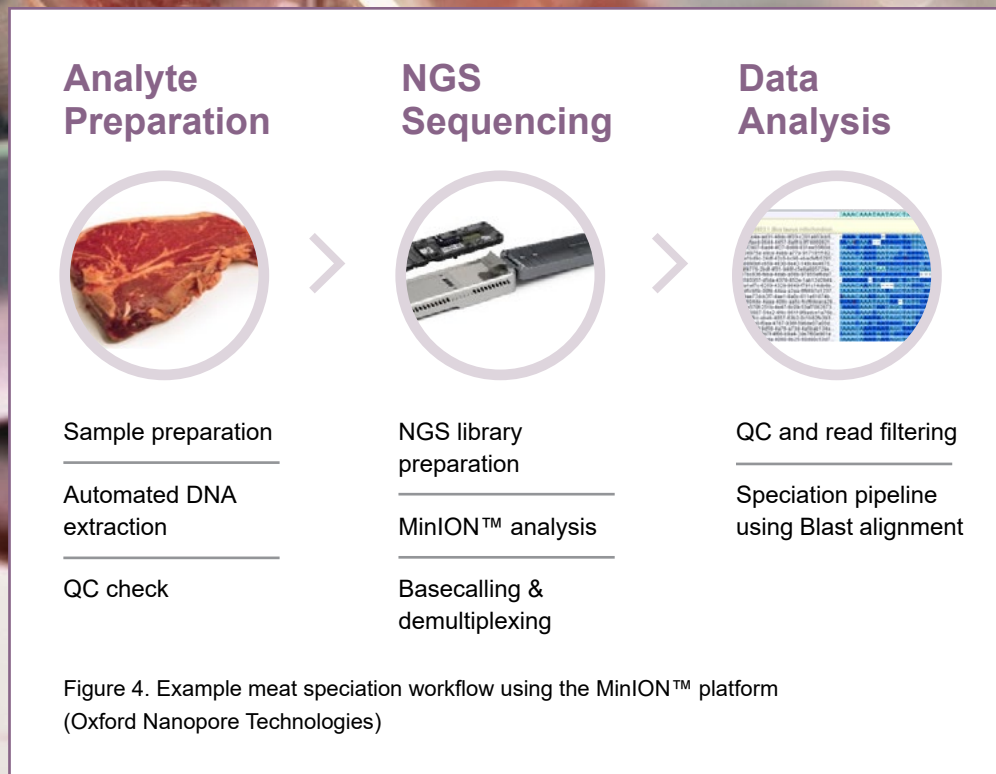 Analyte
Preparation
NGS
Sequencing
Data
Analysis
AAACAAATAATAGC
Sample preparation
Automated DNA
extraction
QC check
NGS library
preparation
MinION™ analysis
Basecalling &
demultiplexing
QC and read filtering
Speciation pipeline
using Blast alignment
Figure 4. Example meat speciation workflow using the MinION™ platform
(Oxford Nanopore Technologies)